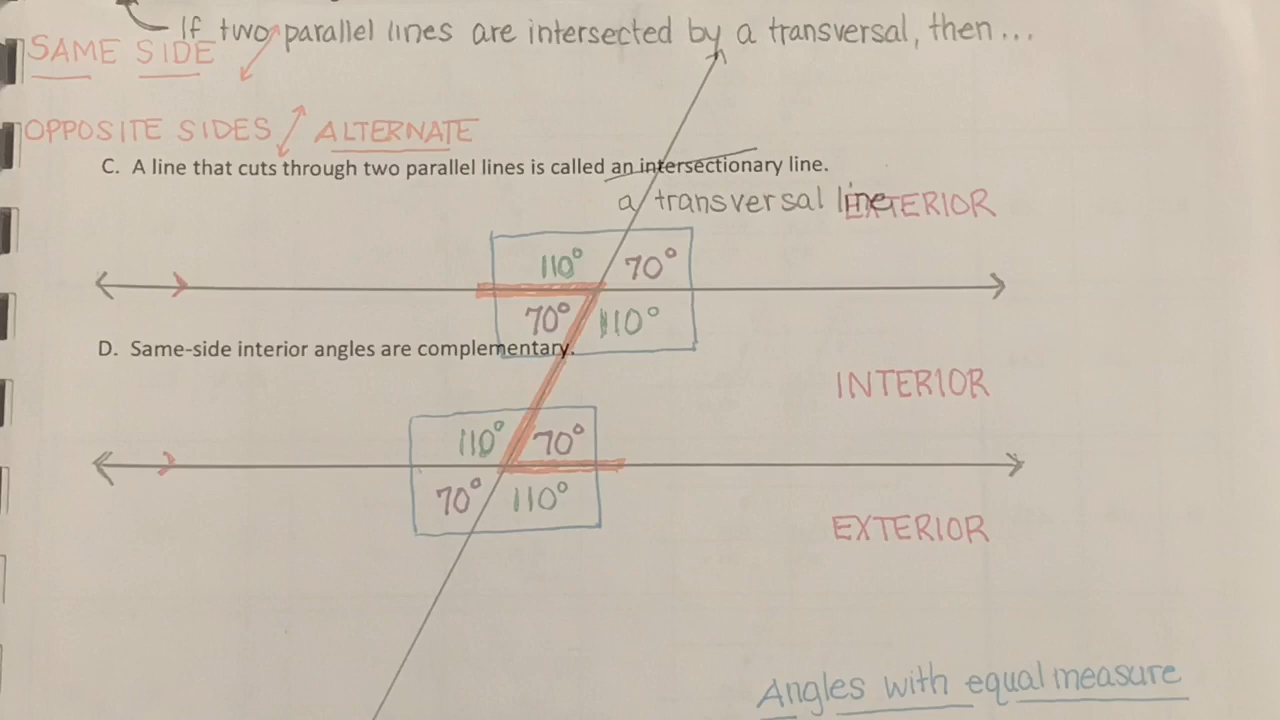 If two parallel lines are intersected by a transversal, then...
SAME SIDE
OPPOSITE SIDES ALTERNATE
C. A line that cuts through two parallel lines is called an intersectionary line.
a transversal line
EXTERIOR
110° 70°
70° 110°
D. Same-side interior angles are complementary.
INTERIOR
110° 70°
70° 110°
EXTERIOR
Angles with equal measure